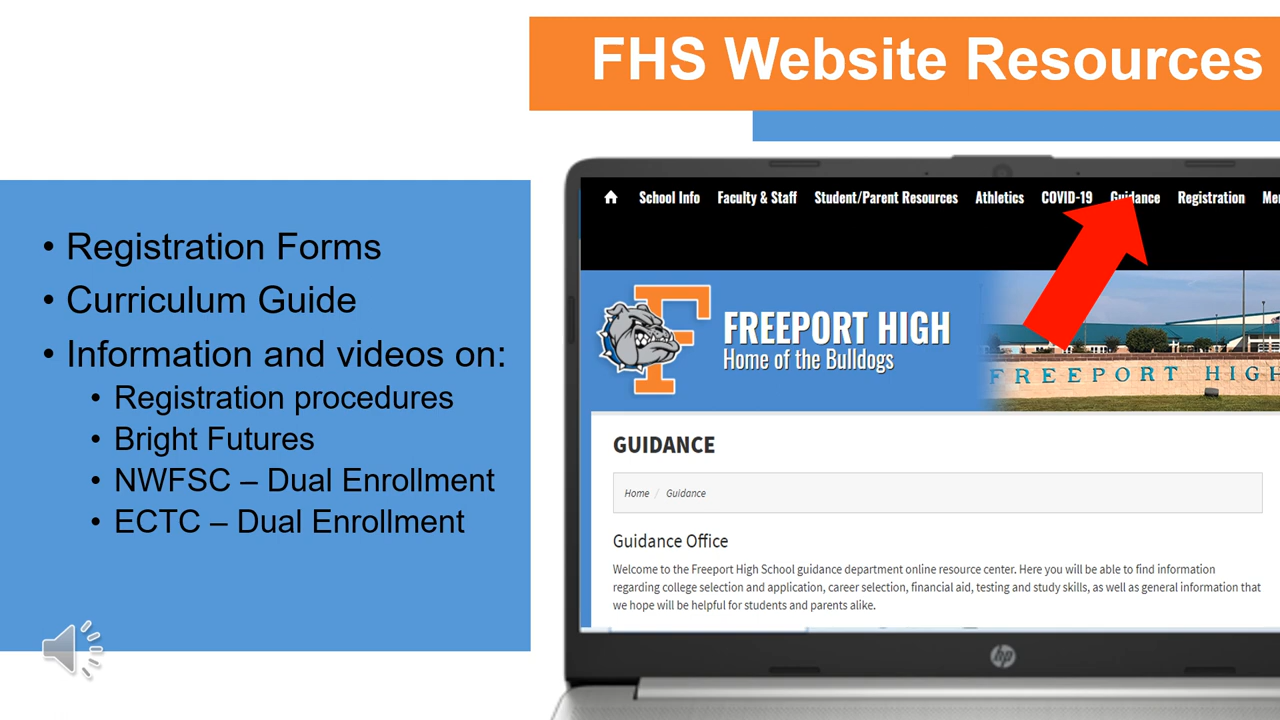 FHS Website Resources
• Registration Forms
• Curriculum Guide
• Information and videos on:
• Registration procedures
• Bright Futures
• NWFSC – Dual Enrollment
• ECTC – Dual Enrollment
School Info Faculty & Staff Student/Parent Resources Athletics COVID-19 Guidance Registration
F
FREEPORT HIGH
Home of the Bulldogs
FREEPORT HIGH
GUIDANCE
Home / Guidance
Guidance Office
Welcome to the Freeport High School guidance department online resource center. Here you will be able to find information
regarding college selection and application, career selection, financial aid, testing and study skills, as well as general information that
we hope will be helpful for students and parents alike.
hp